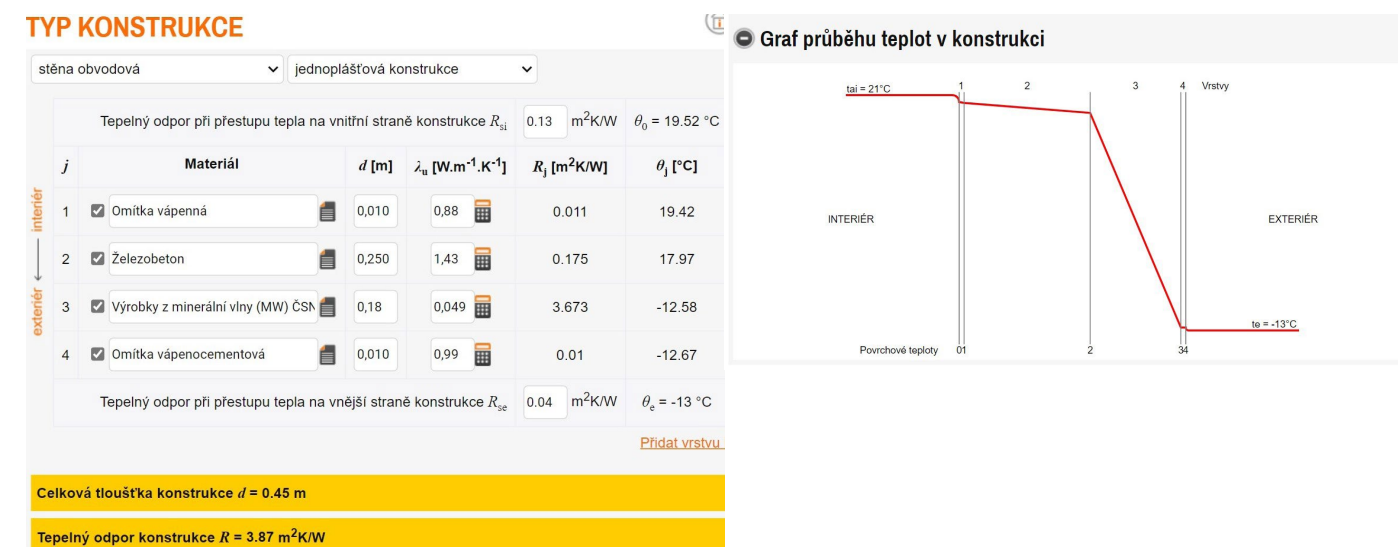 TYP KONSTRUKCE
stěna obvodová jednoplášťová konstrukce
Tepelný odpor při přestupu tepla na vnitřní straně konstrukce Rsi 0.13 m²K/W θ0 = 19.52 °C
j Materiál d [m] λu [W.m-1.K-1] Rj [m²K/W] θj [°C]
interiér
exteriér
1 Omítka vápenná 0,010 0,88 0.011 19.42
2 Železobeton 0,250 1,43 0.175 17.97
3 Výrobky z minerální vlny (MW) ČSN 0,18 0,049 3.673 -12.58
4 Omítka vápenocementová 0,010 0,99 0.01 -12.67
Tepelný odpor při přestupu tepla na vnější straně konstrukce Rse 0.04 m²K/W θe = -13 °C
Přidat vrstvu
Celková tloušťka konstrukce d = 0.45 m
Tepelný odpor konstrukce R = 3.87 m²K/W
Graf průběhu teplot v konstrukci
tai = 21°C 1 2 3 4 Vrstvy
INTERIÉR EXTERIÉR
te = -13°C
Povrchové teploty 01 2 34